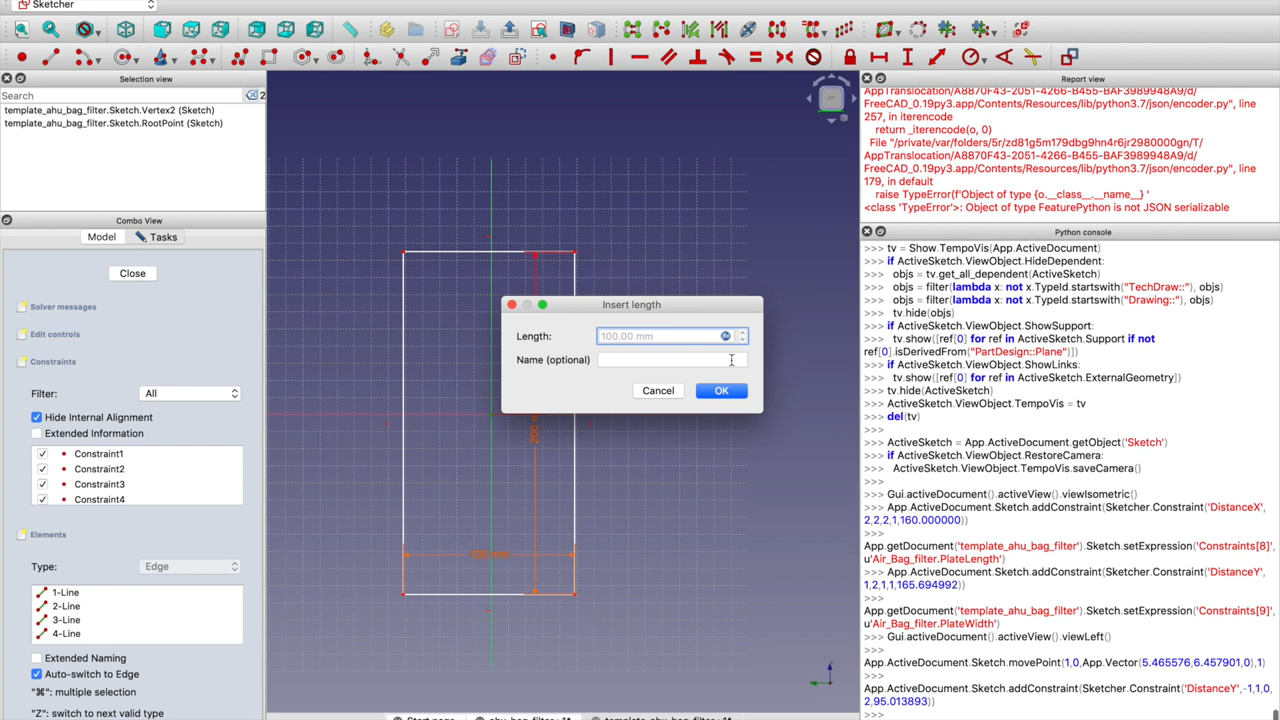 Sketcher
Selection view
Search
2
template_ahu_bag_filter.Sketch.Vertex2 (Sketch)
template_ahu_bag_filter.Sketch.RootPoint (Sketch)
Combo View
Model
Tasks
Close
Solver messages
Edit controls
Constraints
Filter:
All
Hide Internal Alignment
Extended Information
Constraint1
Constraint2
Constraint3
Constraint4
Elements
Type:
Edge
1-Line
2-Line
3-Line
4-Line
Extended Naming
Auto-switch to Edge
"⌘": multiple selection
"Z": switch to next valid type
Insert length
Length:
100.00 mm
Name (optional)
Cancel
OK
Report view
AppTranslocation/A8870F43-2051-4266-B455-BAF3989948A9/d/
FreeCAD_0.19py3.app/Contents/Resources/lib/python3.7/json/encoder.py", line
257, in iterencode
return _iterencode(o, 0)
File "/private/var/folders/5r/zd81g5m179dbg9hn4r6jr2980000gn/T/
AppTranslocation/A8870F43-2051-4266-B455-BAF3989948A9/d/
FreeCAD_0.19py3.app/Contents/Resources/lib/python3.7/json/encoder.py", line
179, in default
raise TypeError(f'Object of type {o.__class__.__name__} '
<class 'TypeError'>: Object of type FeaturePython is not JSON serializable
Python console
>>> tv = Show.TempoVis(App.ActiveDocument)
>>> if ActiveSketch.ViewObject.HideDependent:
>>> objs = tv.get_all_dependent(ActiveSketch)
>>> objs = filter(lambda x: not x.TypeId.startswith("TechDraw::"), objs)
>>> objs = filter(lambda x: not x.TypeId.startswith("Drawing::"), objs)
>>> tv.hide(objs)
>>> if ActiveSketch.ViewObject.ShowSupport:
>>> tv.show([ref[0] for ref in ActiveSketch.Support if not
ref[0].isDerivedFrom("PartDesign::Plane")])
>>> if ActiveSketch.ViewObject.ShowLinks:
>>> tv.show([ref[0] for ref in ActiveSketch.ExternalGeometry])
>>> tv.hide(ActiveSketch)
>>> ActiveSketch.ViewObject.TempoVis = tv
>>> del(tv)
>>>
>>> ActiveSketch = App.ActiveDocument.getObject('Sketch')
>>> if ActiveSketch.ViewObject.RestoreCamera:
>>> ActiveSketch.ViewObject.TempoVis.saveCamera()
>>>
>>> Gui.activeDocument().activeView().viewIsometric()
>>> App.ActiveDocument.Sketch.addConstraint(Sketcher.Constraint('DistanceX',
2,2,2,1,160.000000))
>>>
App.getDocument('template_ahu_bag_filter').Sketch.setExpression('Constraints[8]',
u'Air_Bag_filter.PlateLength')
>>> App.ActiveDocument.Sketch.addConstraint(Sketcher.Constraint('DistanceY',
1,2,1,1,165.694992))
>>>
App.getDocument('template_ahu_bag_filter').Sketch.setExpression('Constraints[9]',
u'Air_Bag_filter.PlateWidth')
>>> Gui.activeDocument().activeView().viewLeft()
>>>
App.ActiveDocument.Sketch.movePoint(1,0,App.Vector(5.465576,6.457901,0),1)
>>>
App.ActiveDocument.Sketch.addConstraint(Sketcher.Constraint('DistanceY',-1,1,0,
2,95.013893))
>>>